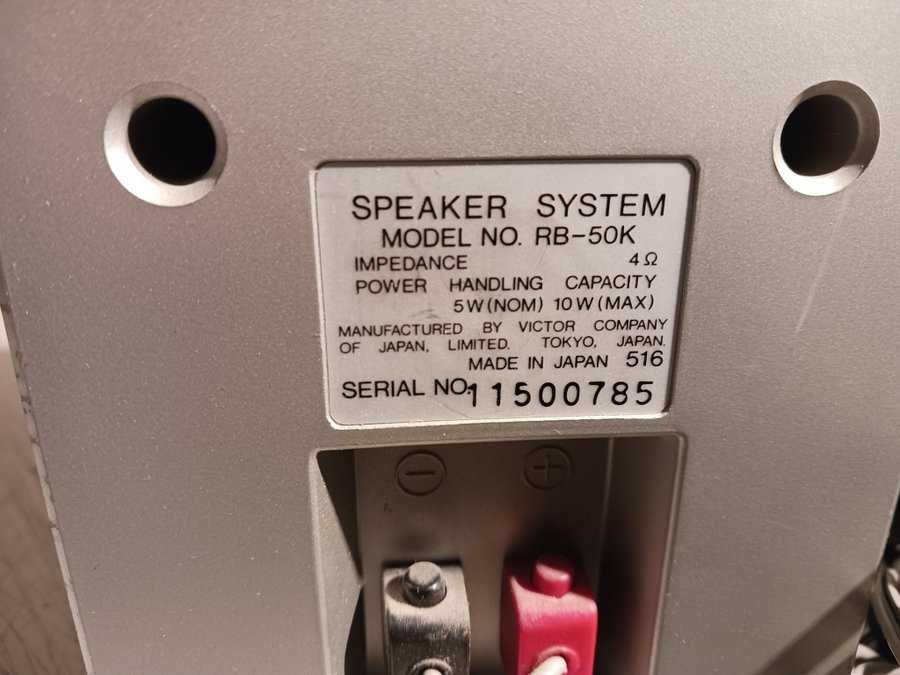 SPEAKER SYSTEM
MODEL NO. RB-50K
IMPEDANCE 4Ω
POWER HANDLING CAPACITY
5W(NOM) 10W(MAX)
MANUFACTURED BY VICTOR COMPANY
OF JAPAN, LIMITED. TOKYO, JAPAN.
MADE IN JAPAN 516
SERIAL NO. 11500785
− +